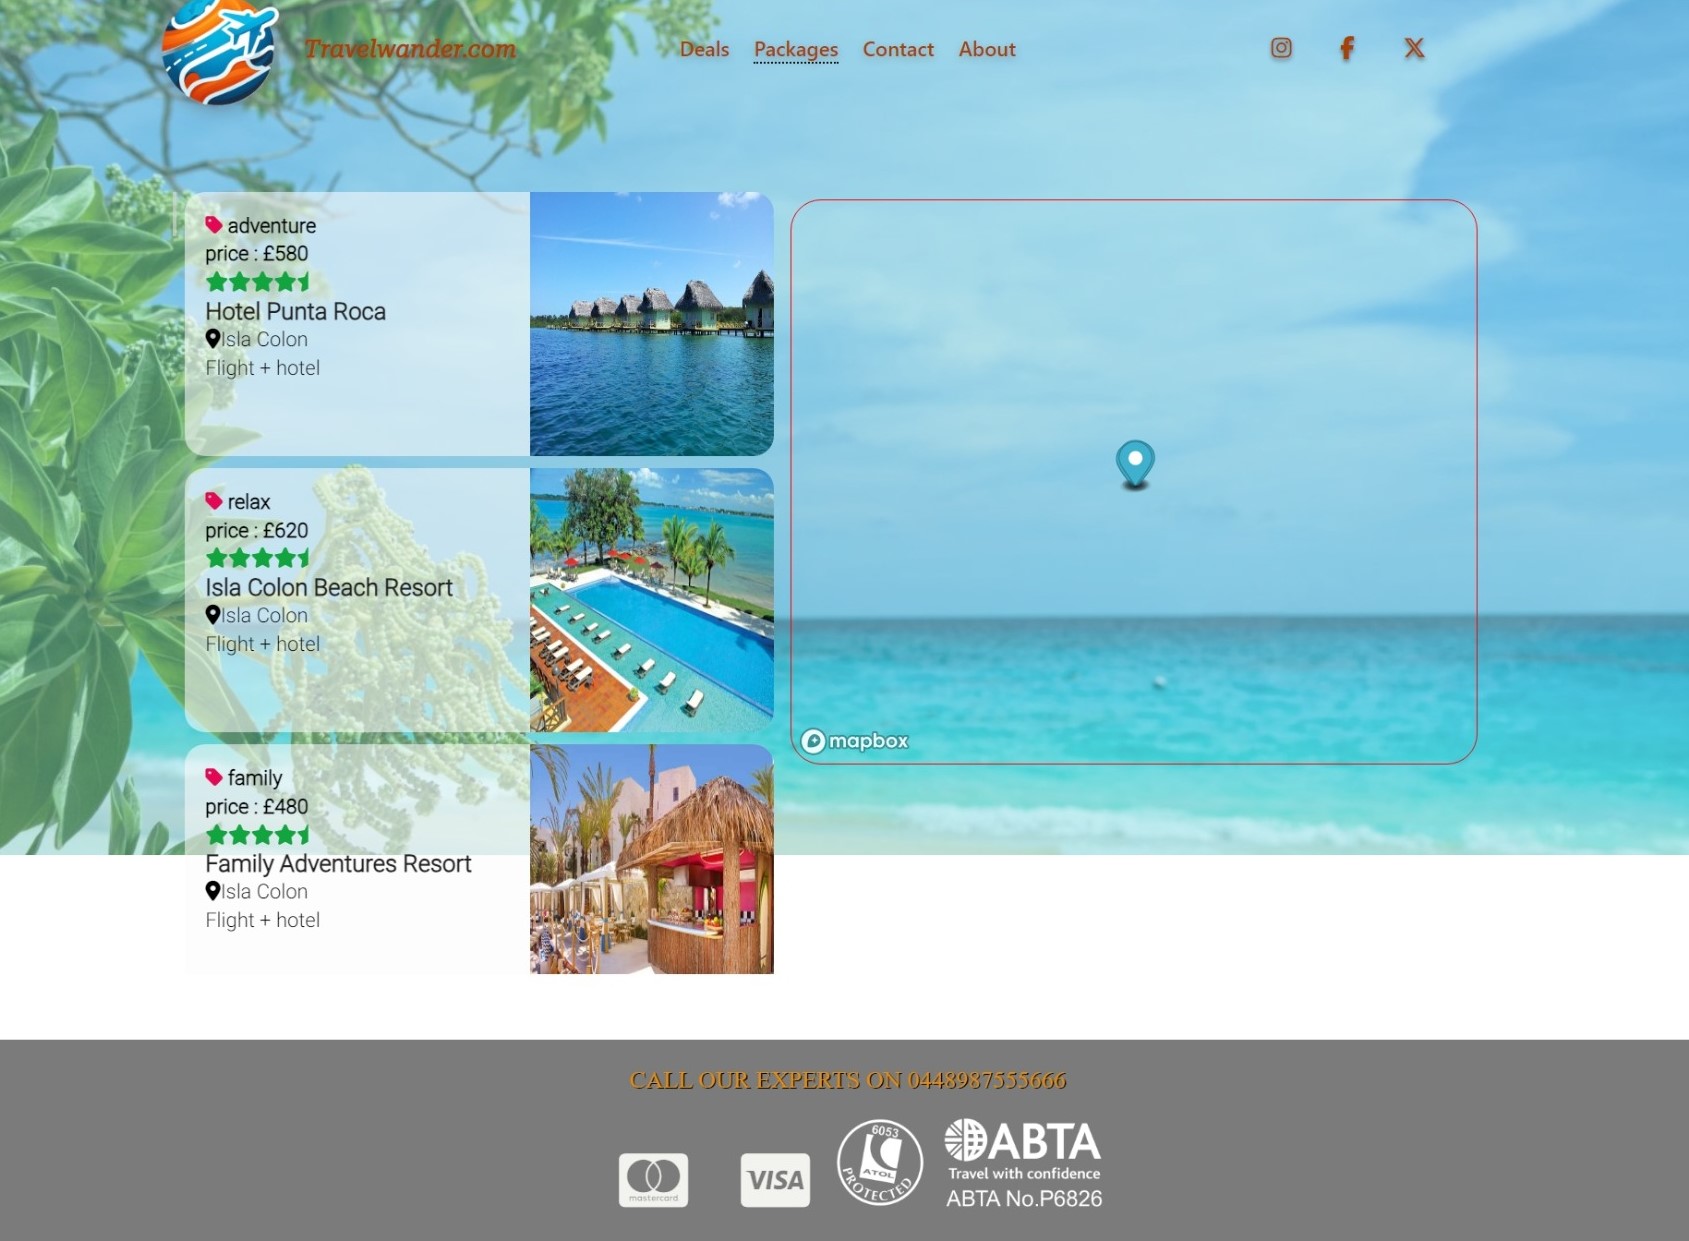 Travelwander.com
Deals Packages Contact About
adventure
price : £580
Hotel Punta Roca
Isla Colon
Flight + hotel
relax
price : £620
Isla Colon Beach Resort
Isla Colon
Flight + hotel
family
price : £480
Family Adventures Resort
Isla Colon
Flight + hotel
mapbox
CALL OUR EXPERTS ON 0448987555666
mastercard
VISA
6053
ATOL
PROTECTED
ABTA
Travel with confidence
ABTA No.P6826